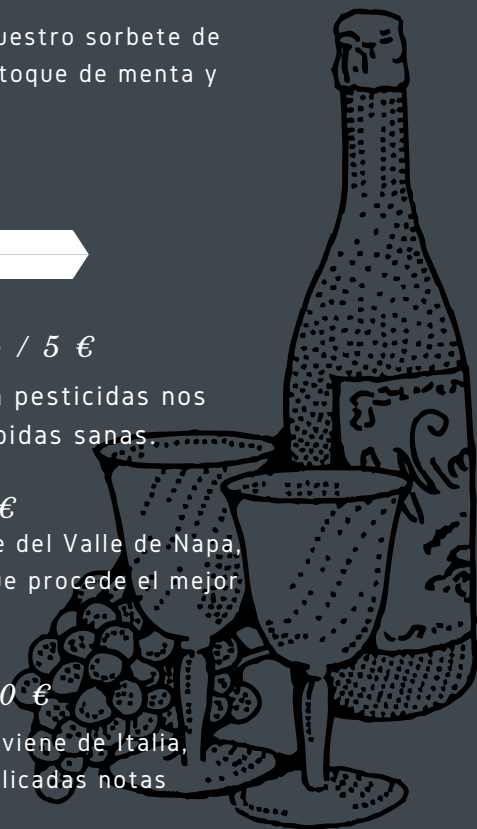 uestro sorbete de
toque de menta y
/ 5 €
pesticidas nos
bidas sanas.
€
e del Valle de Napa,
ue procede el mejor
0 €
viene de Italia,
licadas notas